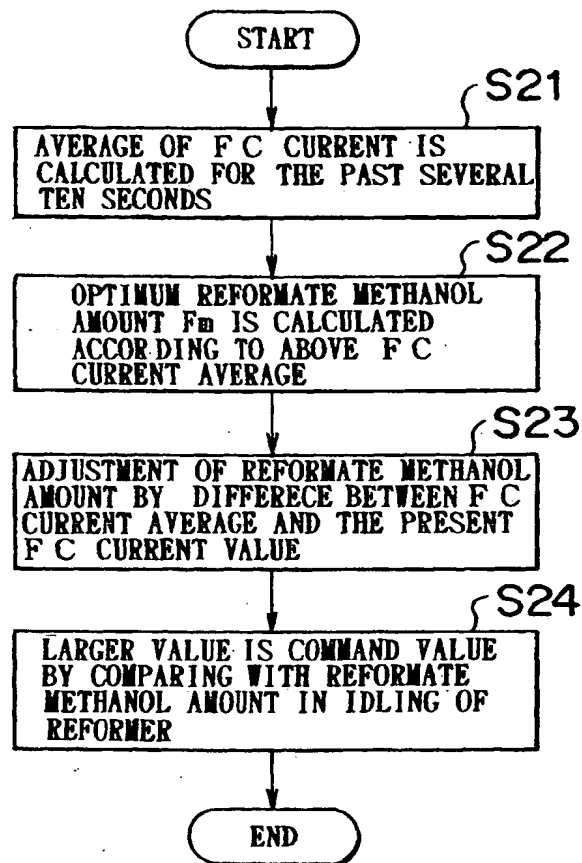 START
S21
AVERAGE OF F C CURRENT IS
CALCULATED FOR THE PAST SEVERAL
TEN SECONDS
S22
OPTIMUM REFORMATE METHANOL
AMOUNT Fm IS CALCULATED
ACCORDING TO ABOVE F C
CURRENT AVERAGE
S23
ADJUSTMENT OF REFORMATE METHANOL
AMOUNT BY DIFFERECE BETWEEN F C
CURRENT AVERAGE AND THE PRESENT
F C CURRENT VALUE
S24
LARGER VALUE IS COMMAND VALUE
BY COMPARING WITH REFORMATE
METHANOL AMOUNT IN IDLING OF
REFORMER
END